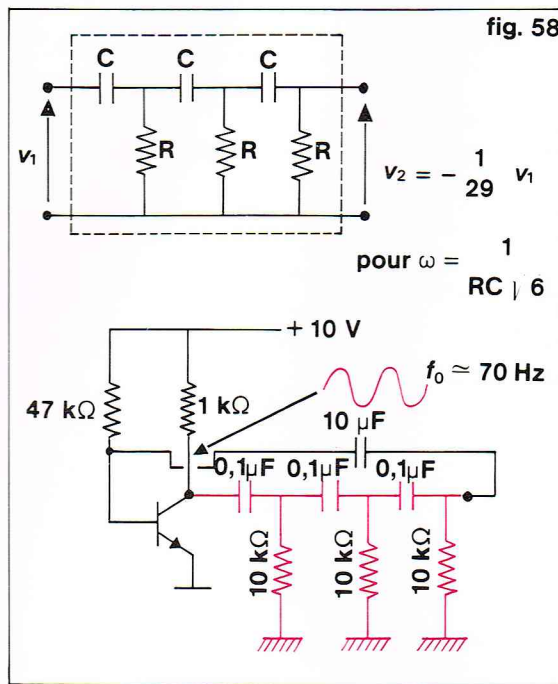 fig. 58
C C C
v₁ R R R v₂ = - 1/29 v₁
pour ω = 1/RC√6
+ 10 V
47 kΩ 1 kΩ f₀ ≃ 70 Hz
10 µF
0,1µF 0,1µF 0,1µF
10 kΩ 10 kΩ 10 kΩ